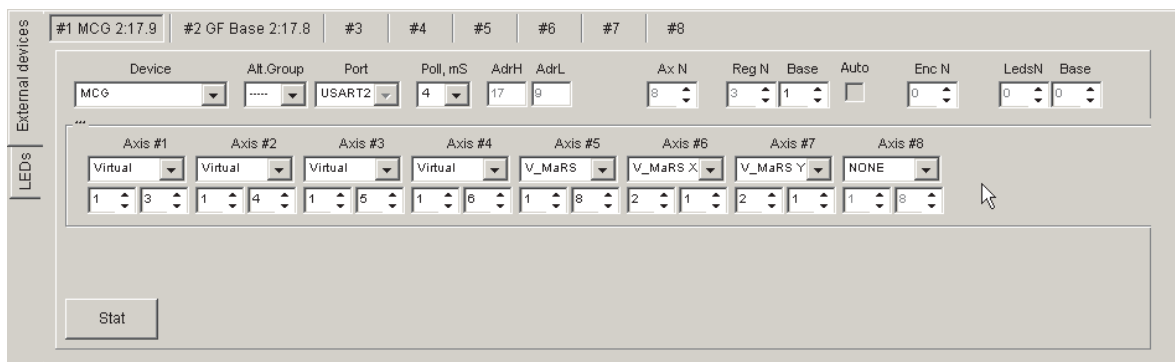 External devices
LEDs
#1 MCG 2:17.9 #2 GF Base 2:17.8 #3 #4 #5 #6 #7 #8
Device Alt.Group Port Poll, mS AdrH AdrL Ax N Reg N Base Auto Enc N LedsN Base
MCG ----- USART2 4 17 9 8 3 1 0 0 0
...
Axis #1 Axis #2 Axis #3 Axis #4 Axis #5 Axis #6 Axis #7 Axis #8
Virtual Virtual Virtual Virtual V_MaRS V_MaRS X V_MaRS Y NONE
1 3 1 4 1 5 1 6 1 8 2 1 2 1 1 8
Stat